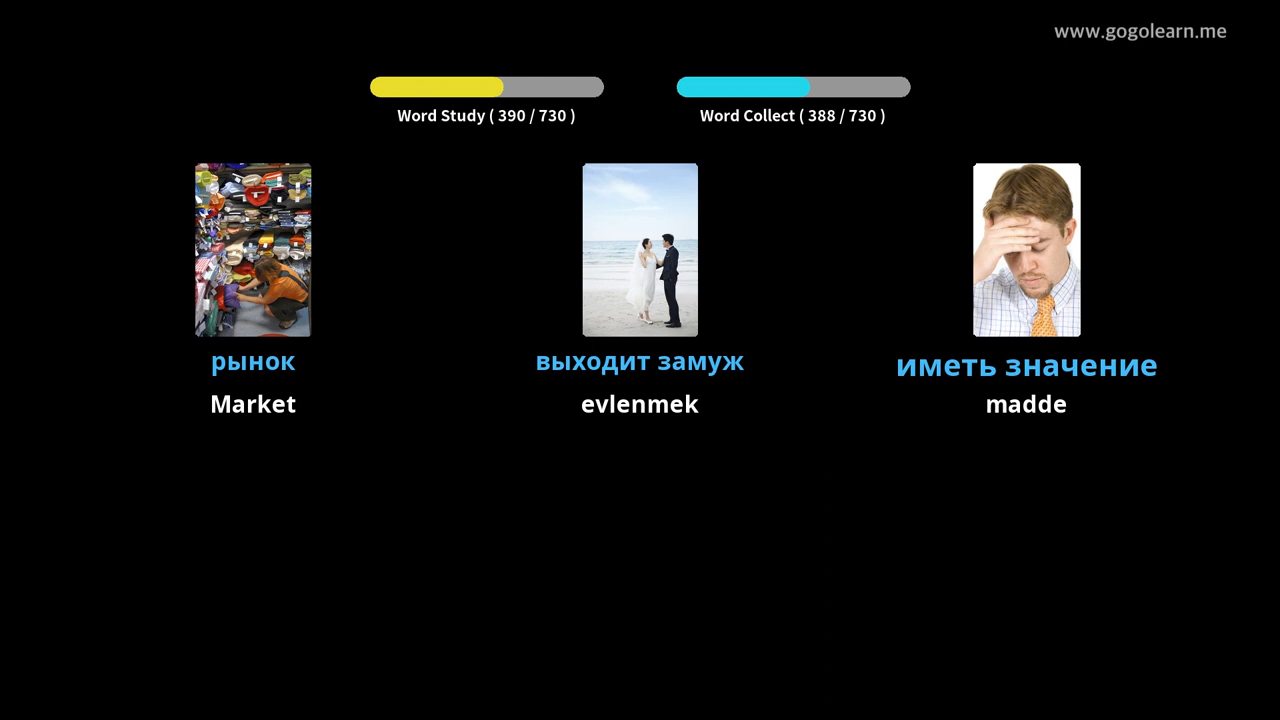 www.gogolearn.me
Word Study ( 390 / 730 )
Word Collect ( 388 / 730 )
рынок
выходит замуж
иметь значение
Market
evlenmek
madde